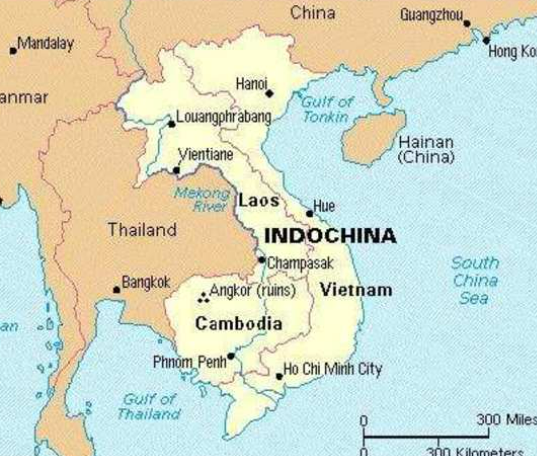 China
Guangzhou
Mandalay
Hong Ko
Hanoi
anmar
Gulf of
Tonkin
Louangphrabang
Hainan
(China)
Vientiane
Mekong
River
Laos
Hue
Thailand
INDOCHINA
Champasak
South
China
Sea
Bangkok
Angkor (ruins)
Vietnam
an
Cambodia
Phnom Penh
Ho Chi Minh City
Gulf of
Thailand
0 300 Miles
0 300 Kilometers